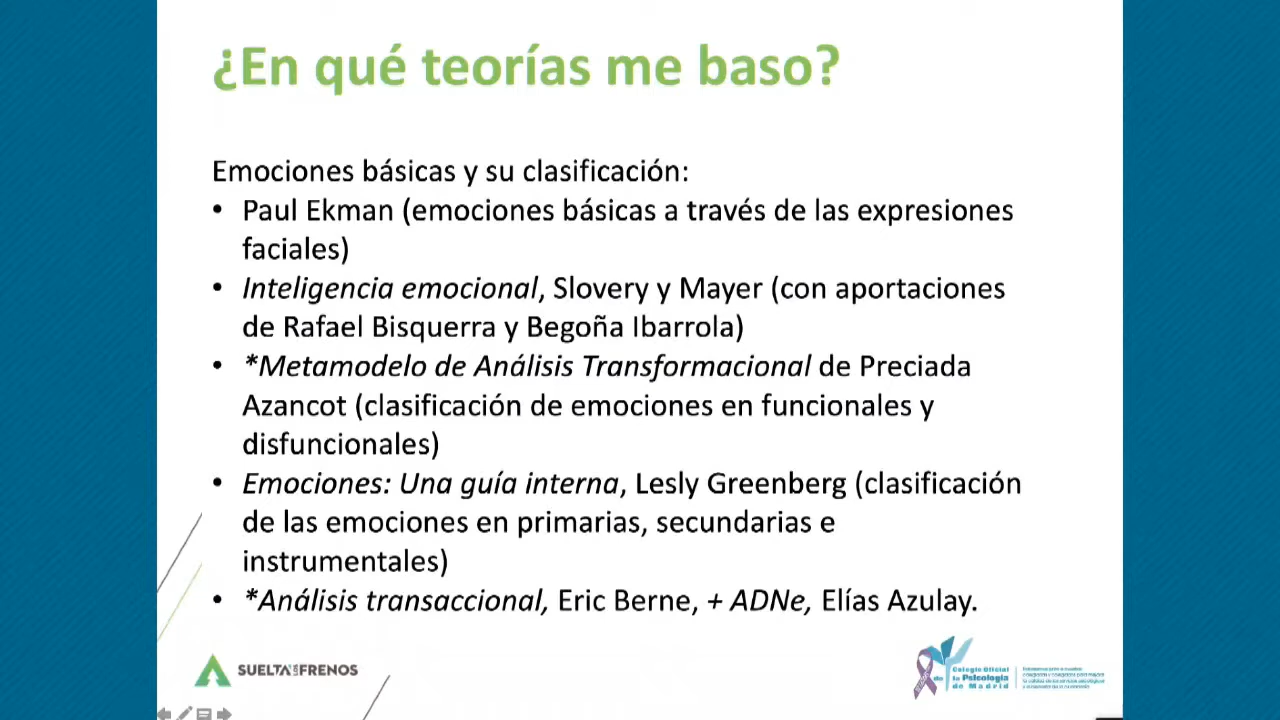 ¿En qué teorías me baso?
Emociones básicas y su clasificación:
• Paul Ekman (emociones básicas a través de las expresiones
faciales)
• Inteligencia emocional, Slovery y Mayer (con aportaciones
de Rafael Bisquerra y Begoña Ibarrola)
• *Metamodelo de Análisis Transformacional de Preciada
Azancot (clasificación de emociones en funcionales y
disfuncionales)
• Emociones: Una guía interna, Lesly Greenberg (clasificación
de las emociones en primarias, secundarias e
instrumentales)
• *Análisis transaccional, Eric Berne, + ADNe, Elías Azulay.
SUELTA LOS FRENOS
Colegio Oficial
de la Psicología
de Madrid